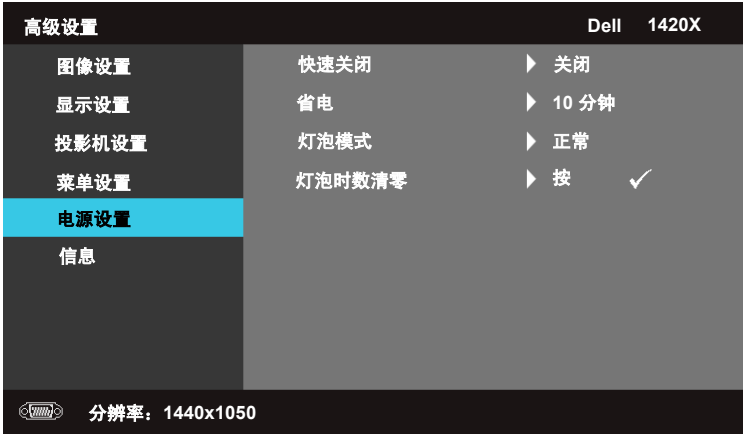 高级设置 Dell 1420X
图像设置 快速关闭 关闭
显示设置 省电 10 分钟
投影机设置 灯泡模式 正常
菜单设置 灯泡时数清零 按
电源设置
信息
分辨率：1440x1050